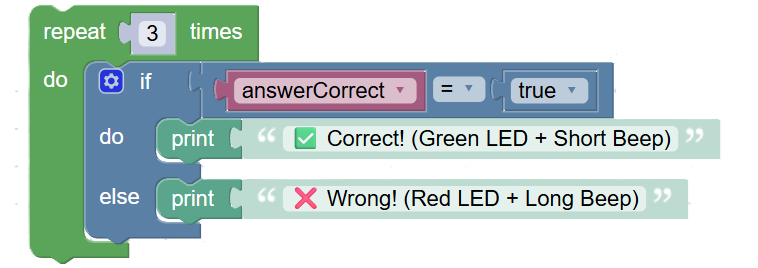 repeat 3 times
do if answerCorrect = true
do print “ ✅ Correct! (Green LED + Short Beep) ”
else print “ ❌ Wrong! (Red LED + Long Beep) ”